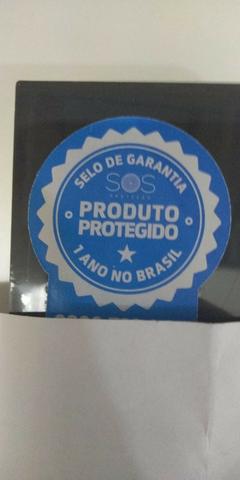 SELO DE GARANTIA
SOS
PRODUTO
PROTEGIDO
1 ANO NO BRASIL